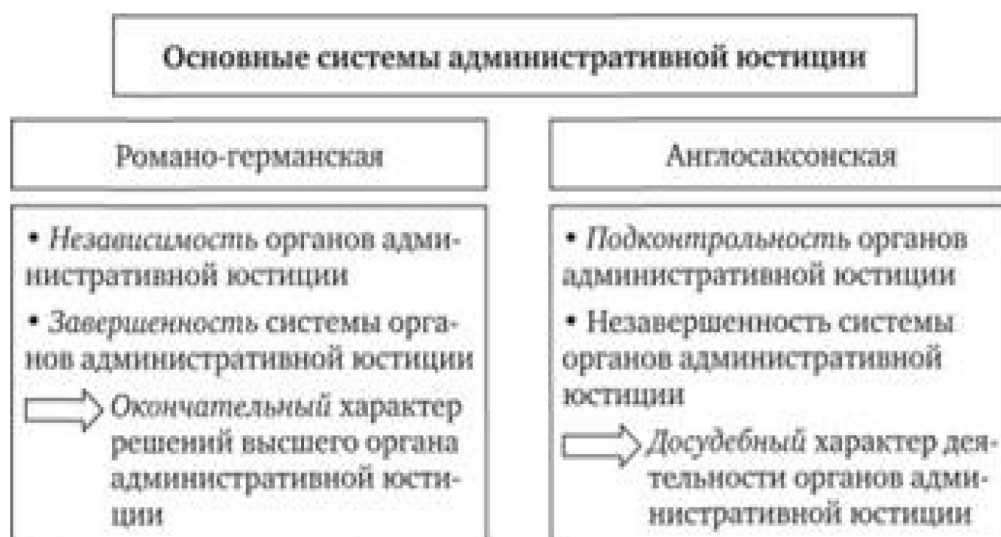 Основные системы административной юстиции
Романо-германская
• Независимость органов адми-
нистративной юстиции
• Завершенность системы орга-
нов административной юстиции
Окончательный характер
решений высшего органа
административной юсти-
ции
Англосаксонская
• Подконтрольность органов
административной юстиции
• Незавершенность системы
органов административной
юстиции
Досудебный характер дея-
тельности органов адми-
нистративной юстиции